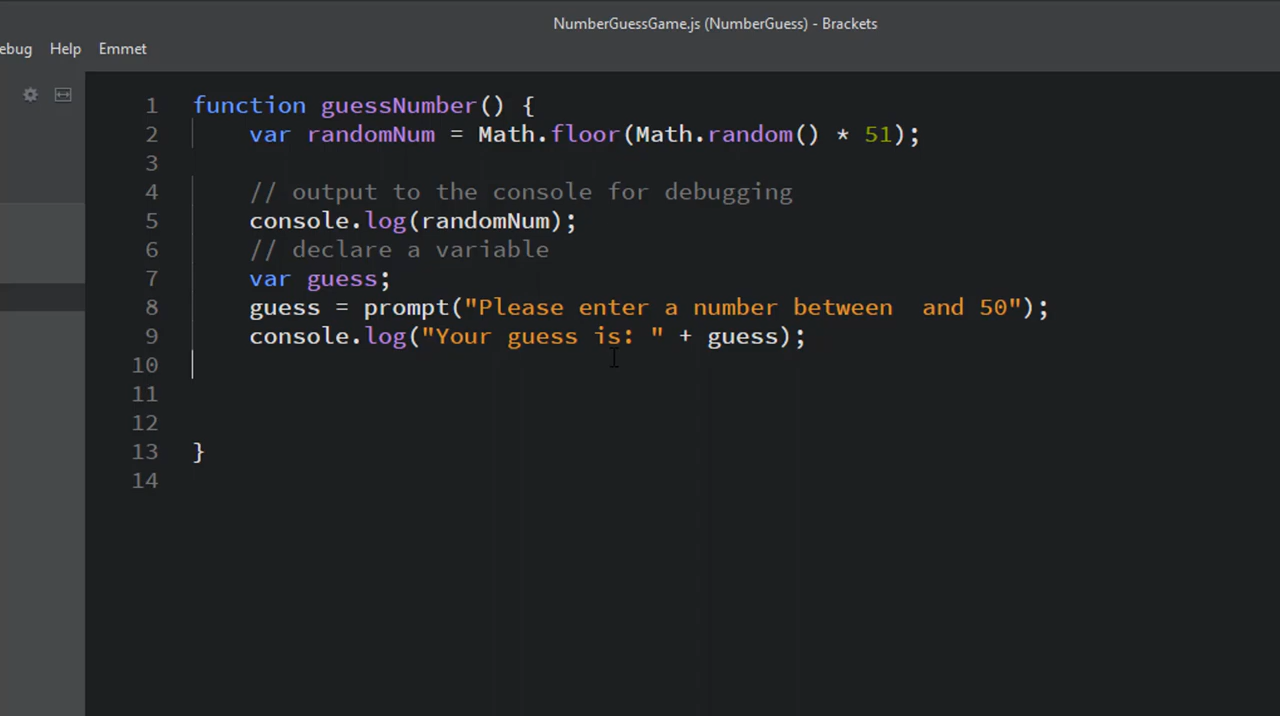 NumberGuessGame.js (NumberGuess) - Brackets
ebug Help Emmet
1 function guessNumber() {
2     var randomNum = Math.floor(Math.random() * 51);
3
4     // output to the console for debugging
5     console.log(randomNum);
6     // declare a variable
7     var guess;
8     guess = prompt("Please enter a number between  and 50");
9     console.log("Your guess is: " + guess);
10
11
12
13 }
14